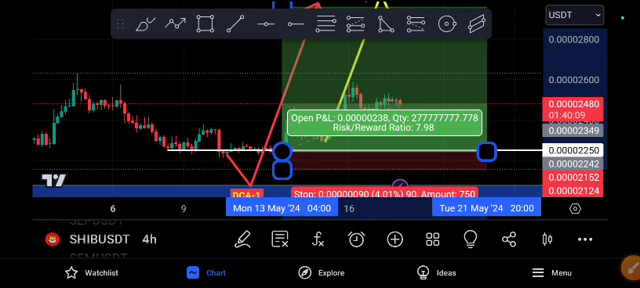 USDT
0.00002800
0.00002600
Open P&L: 0.00000238, Qty: 277777777.778
Risk/Reward Ratio: 7.98
0.00002480
01:40:09
0.00002349
0.00002250
0.00002242
0.00002152
0.00002124
DCA-1
Stop: 0.00000090 (4.01%) 90, Amount: 750
6
9
Mon 13 May '24 04:00
16
Tue 21 May '24 20:00
SHIBUSDT 4h
Watchlist
Chart
Explore
Ideas
Menu